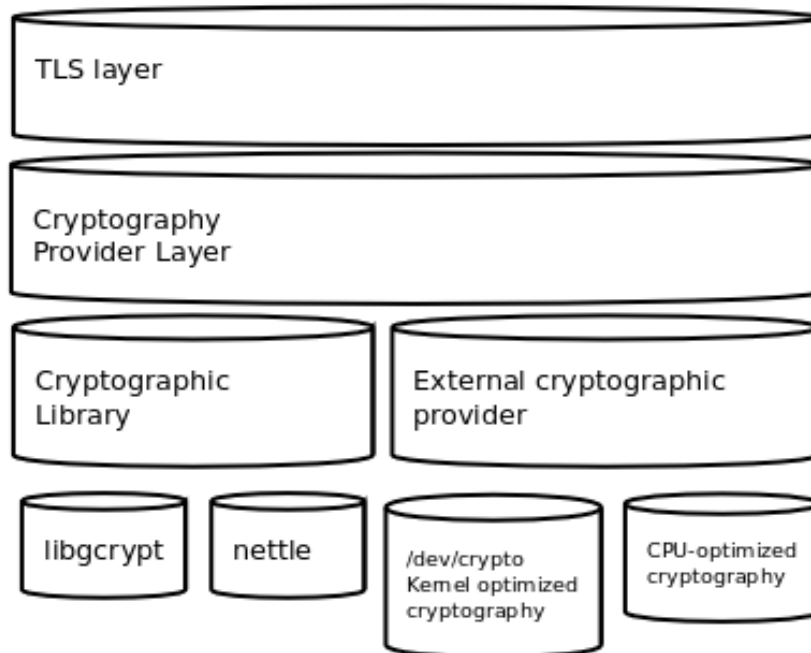 TLS layer
Cryptography
Provider Layer
Cryptographic
Library
External cryptographic
provider
libgcrypt
nettle
/dev/crypto
Kernel optimized
cryptography
CPU-optimized
cryptography